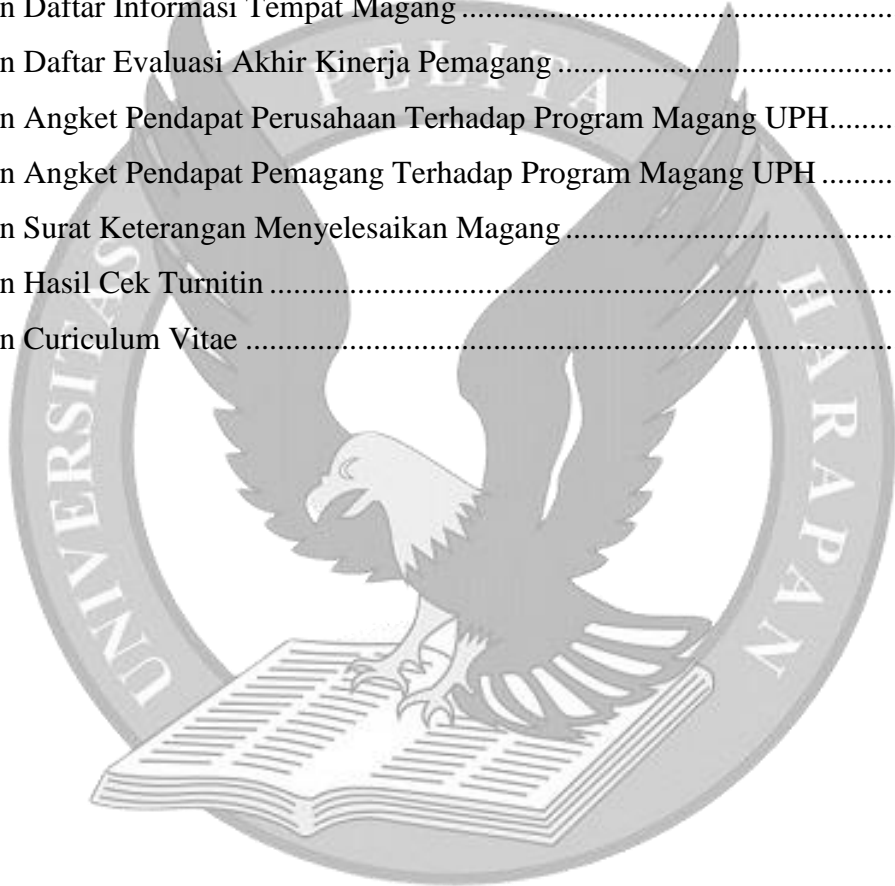 n Daftar Informasi Tempat Magang ........................................................
n Daftar Evaluasi Akhir Kinerja Pemagang ...........................................
n Angket Pendapat Perusahaan Terhadap Program Magang UPH........
n Angket Pendapat Pemagang Terhadap Program Magang UPH .........
n Surat Keterangan Menyelesaikan Magang ..........................................
n Hasil Cek Turnitin ................................................................................
n Curiculum Vitae ...................................................................................
UNIVERSITAS PELITA HARAPAN